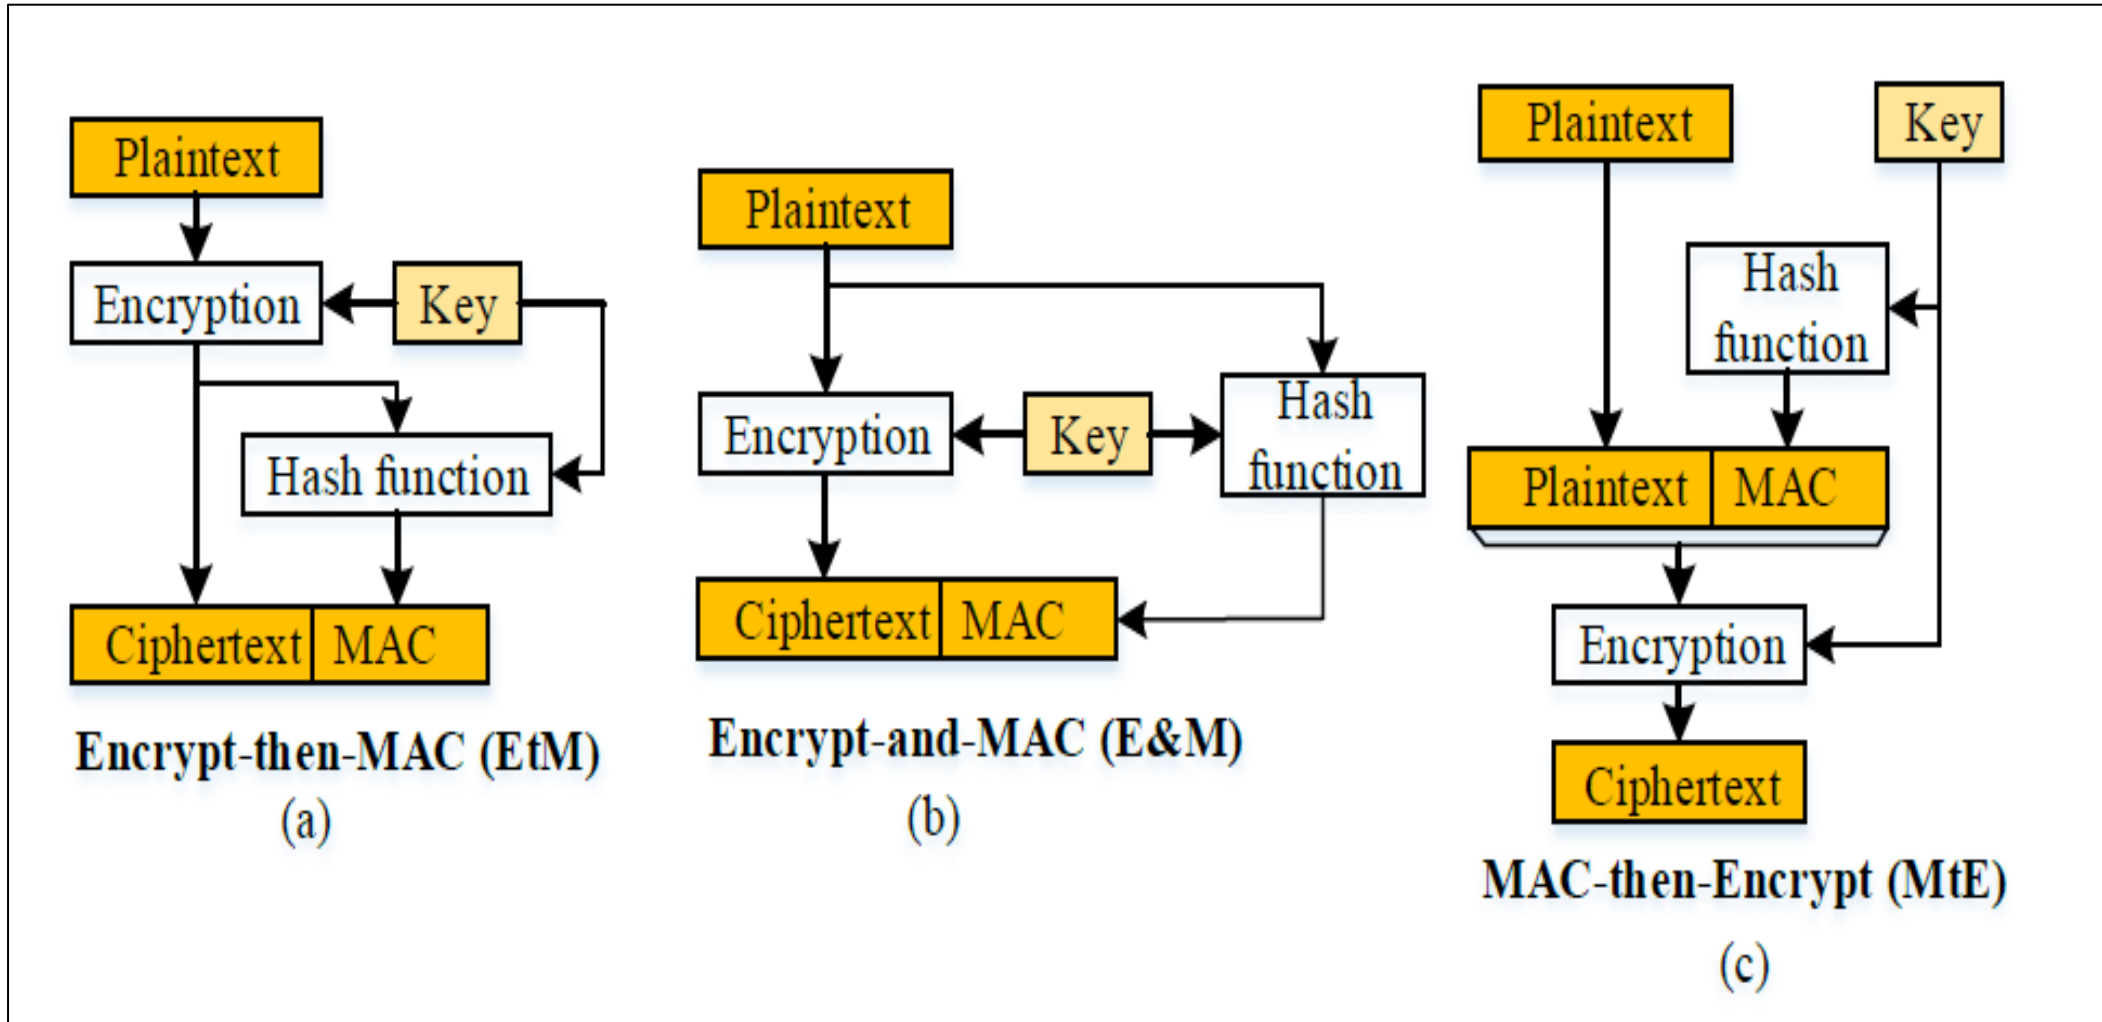 Plaintext
Encryption
Key
Hash function
Ciphertext
MAC
Encrypt-then-MAC (EtM)
(a)
Plaintext
Encryption
Key
Hash
function
Ciphertext
MAC
Encrypt-and-MAC (E&M)
(b)
Plaintext
Key
Hash
function
Plaintext
MAC
Encryption
Ciphertext
MAC-then-Encrypt (MtE)
(c)